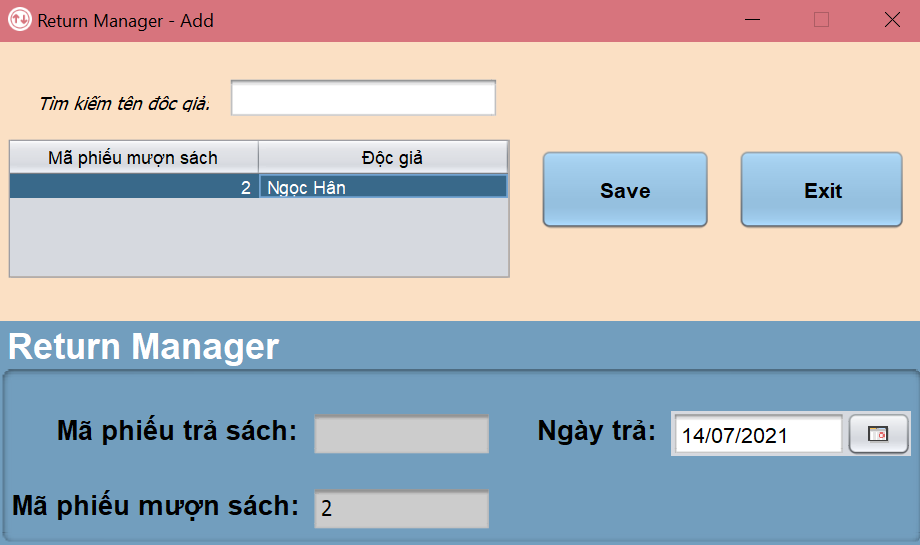 Return Manager - Add
Tìm kiếm tên đôc giả.
Mã phiếu mượn sách Độc giả
2 Ngọc Hân
Save Exit
Return Manager
Mã phiếu trả sách: Ngày trả: 14/07/2021
Mã phiếu mượn sách: 2